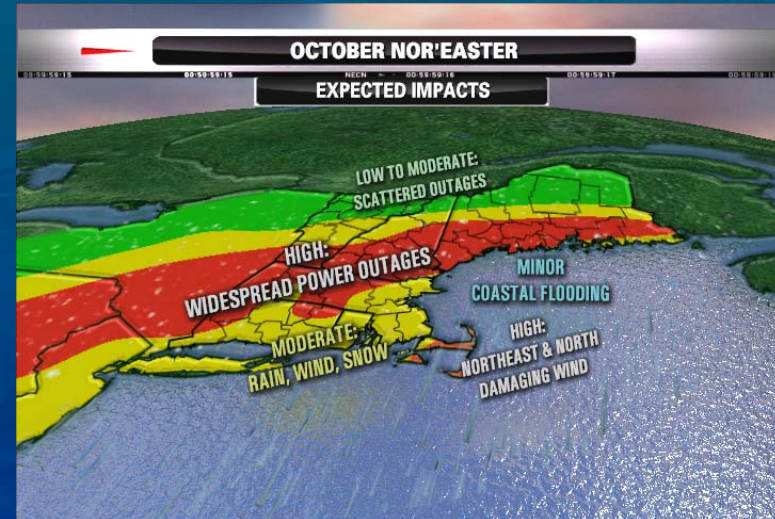 OCTOBER NOR'EASTER
00:59:59:15 00:59:59:15 NECN 00:59:59:16 00:59:59:17
EXPECTED IMPACTS
LOW TO MODERATE:
SCATTERED OUTAGES
HIGH:
WIDESPREAD POWER OUTAGES
MINOR
COASTAL FLOODING
MODERATE:
RAIN, WIND, SNOW
HIGH:
NORTHEAST & NORTH
DAMAGING WIND